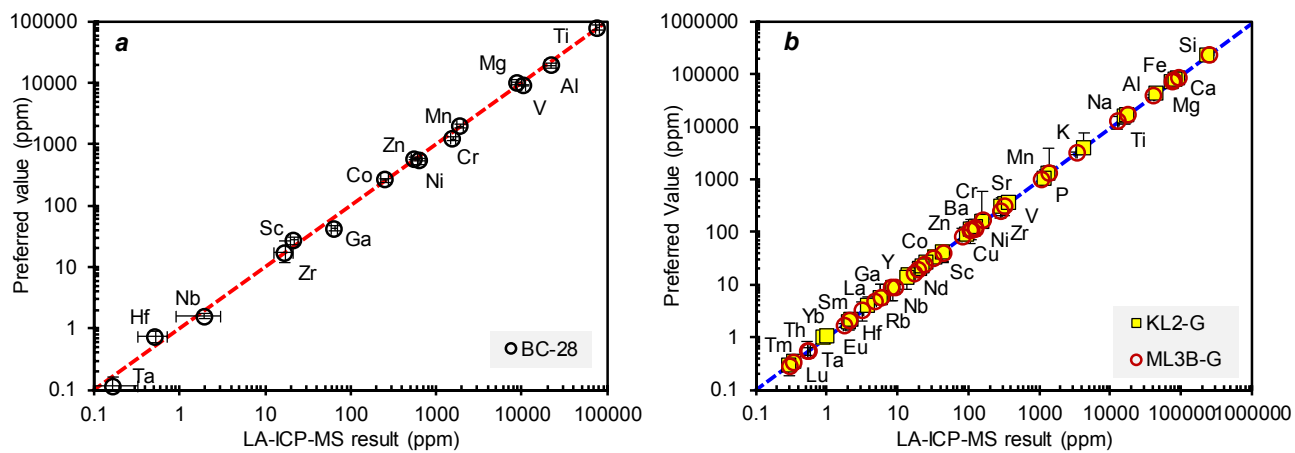 a
Preferred value (ppm)
100000
10000
1000
100
10
1
0.1
Ti
Mg
Al
V
Mn
Cr
Zn
Ni
Co
Ga
Sc
Zr
Nb
Hf
Ta
BC-28
0.1 1 10 100 1000 10000 100000
LA-ICP-MS result (ppm)
b
Preferred Value (ppm)
1000000
100000
10000
1000
100
10
1
0.1
Si
Fe
Ca
Al
Mg
Na
Ti
K
Mn
P
Cr Sr
V
Ba
Zr
Zn
Ni
Cu
Co
Sc
Y
Nd
Ga
Nb
La
Rb
Sm
Hf
Yb
Eu
Th
Ta
Tm
Lu
KL2-G
ML3B-G
0.1 1 10 100 1000 10000 100000 1000000
LA-ICP-MS result (ppm)